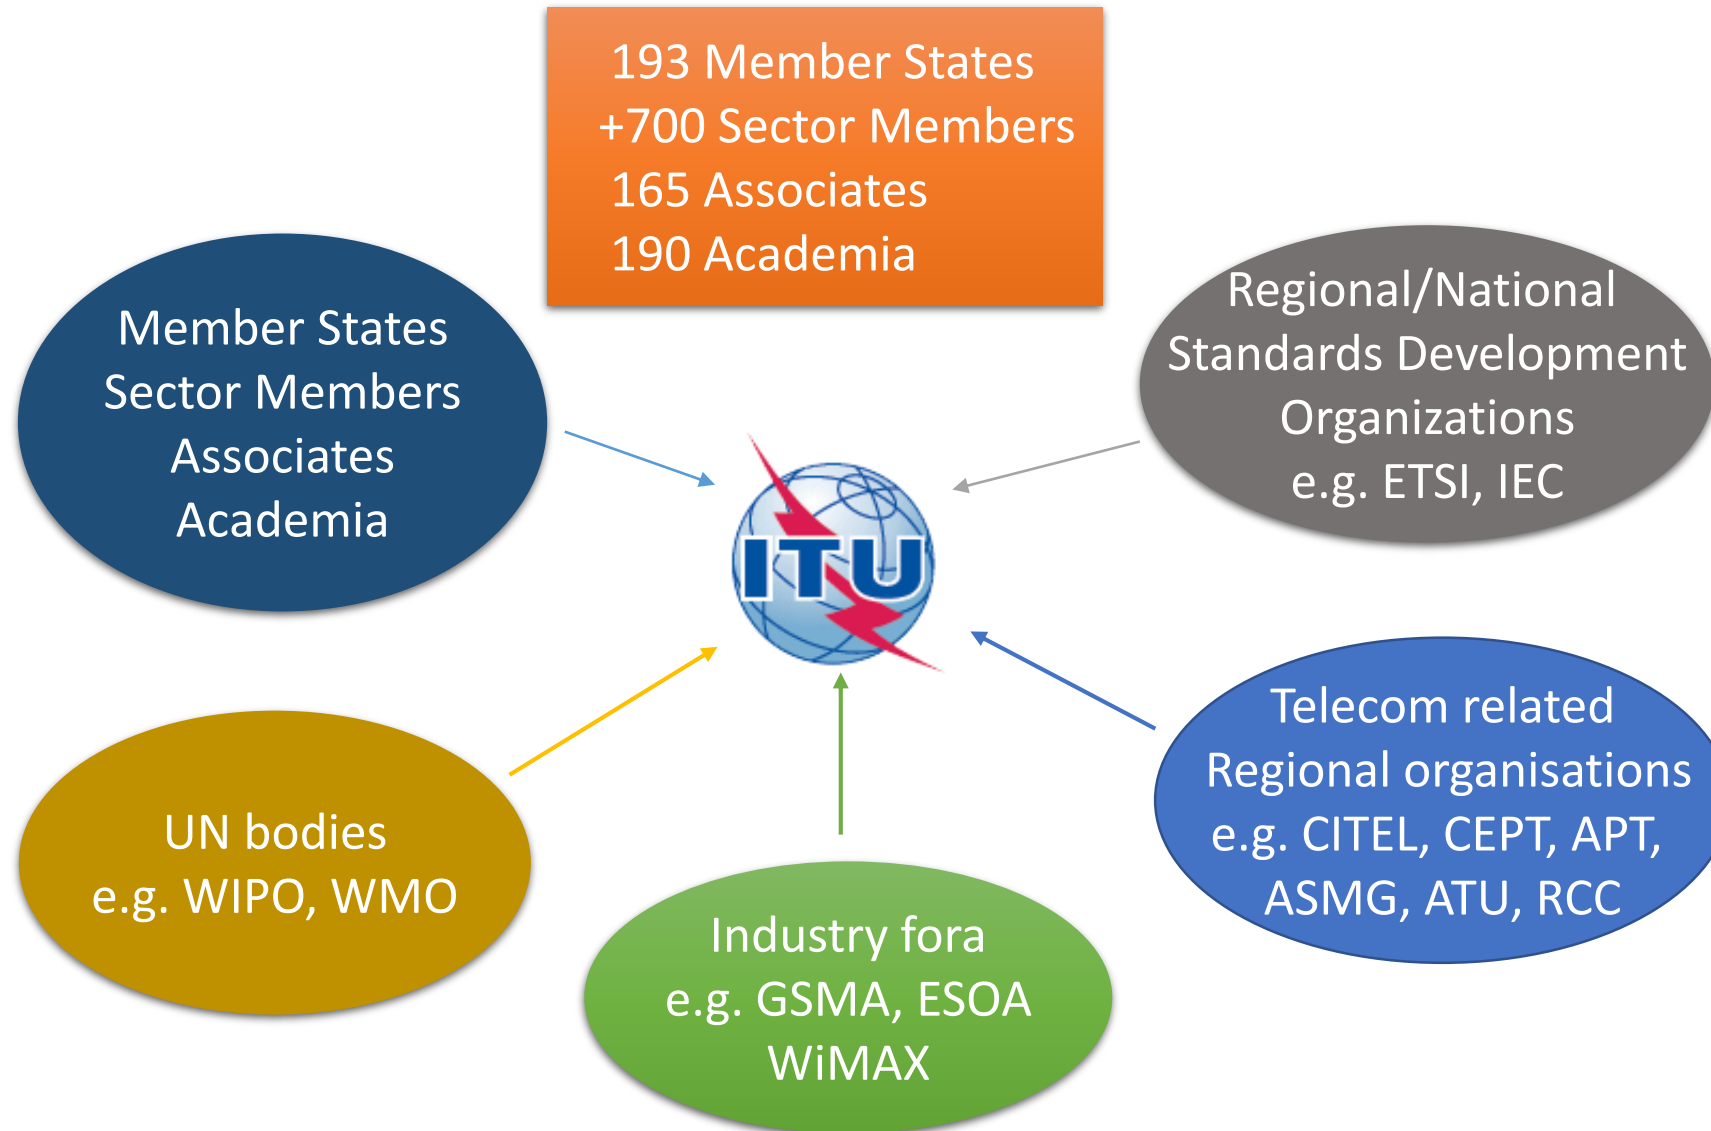 193 Member States
+700 Sector Members
165 Associates
190 Academia
Member States
Sector Members
Associates
Academia
Regional/National
Standards Development
Organizations
e.g. ETSI, IEC
ITU
UN bodies
e.g. WIPO, WMO
Industry fora
e.g. GSMA, ESOA
WiMAX
Telecom related
Regional organisations
e.g. CITEL, CEPT, APT,
ASMG, ATU, RCC